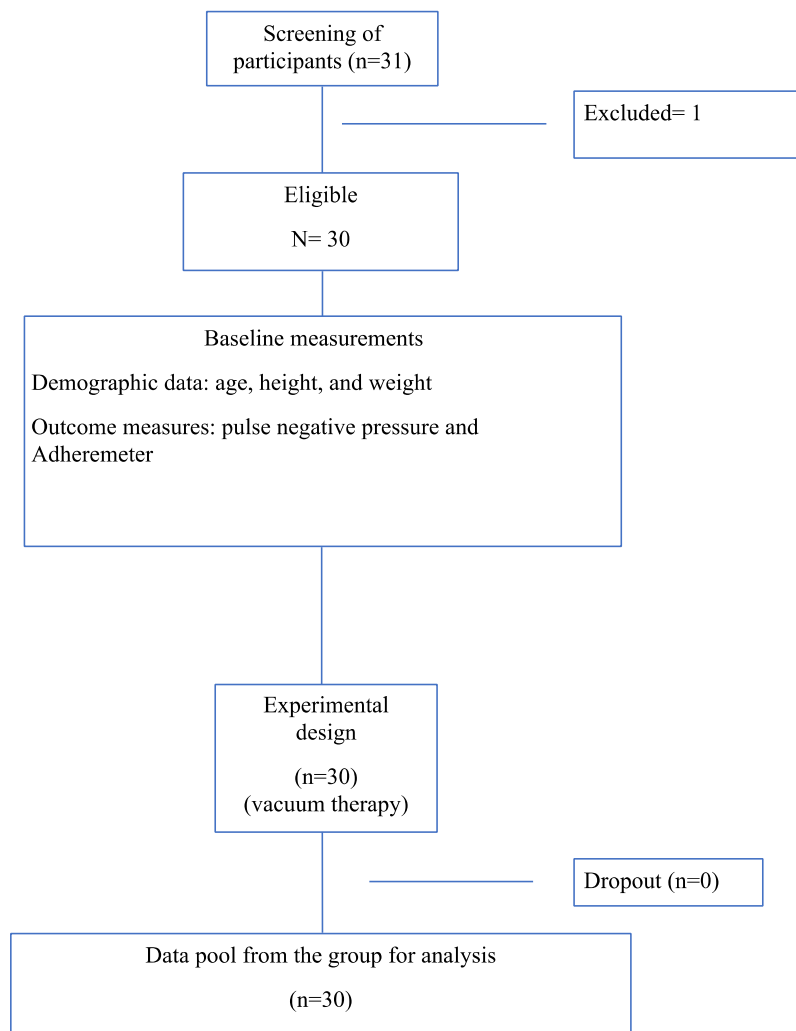 Screening of
participants (n=31)
Excluded= 1
Eligible
N= 30
Baseline measurements
Demographic data: age, height, and weight
Outcome measures: pulse negative pressure and
Adheremeter
Experimental
design
(n=30)
(vacuum therapy)
Dropout (n=0)
Data pool from the group for analysis
(n=30)